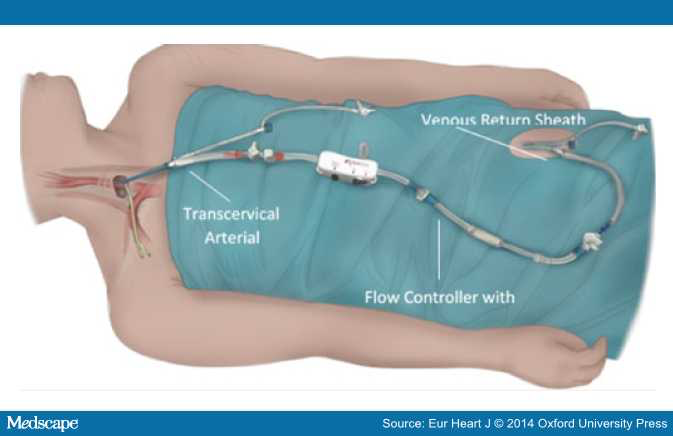 Venous Return Sheath
Transcervical
Arterial
Flow Controller with
Medscape
Source: Eur Heart J © 2014 Oxford University Press